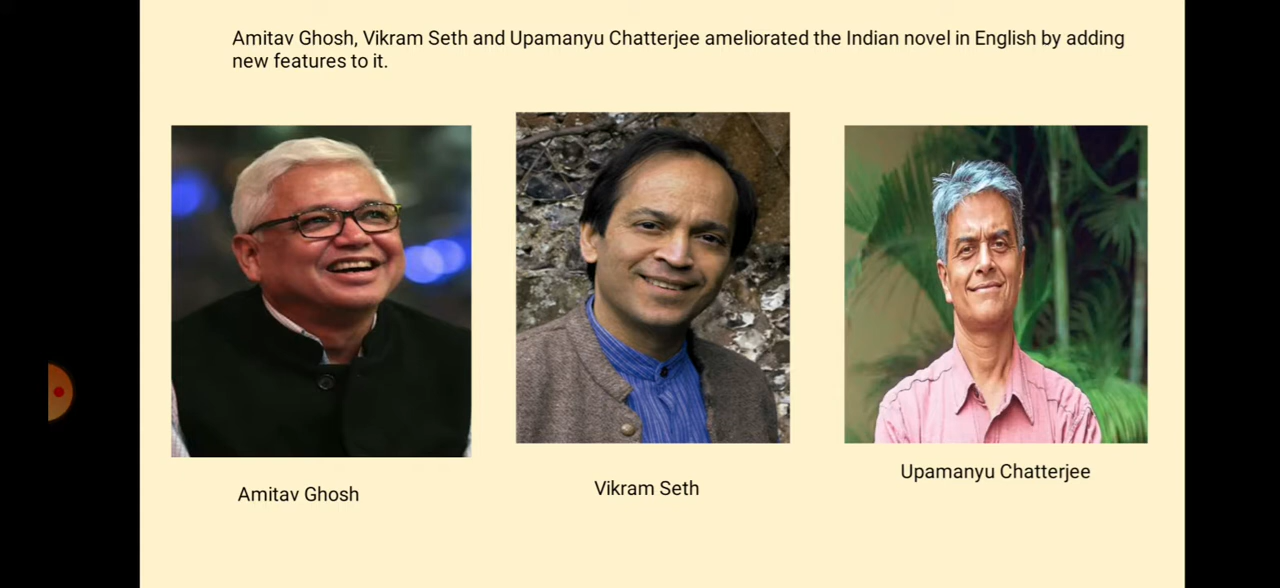 Amitav Ghosh, Vikram Seth and Upamanyu Chatterjee ameliorated the Indian novel in English by adding
new features to it.
Amitav Ghosh
Vikram Seth
Upamanyu Chatterjee